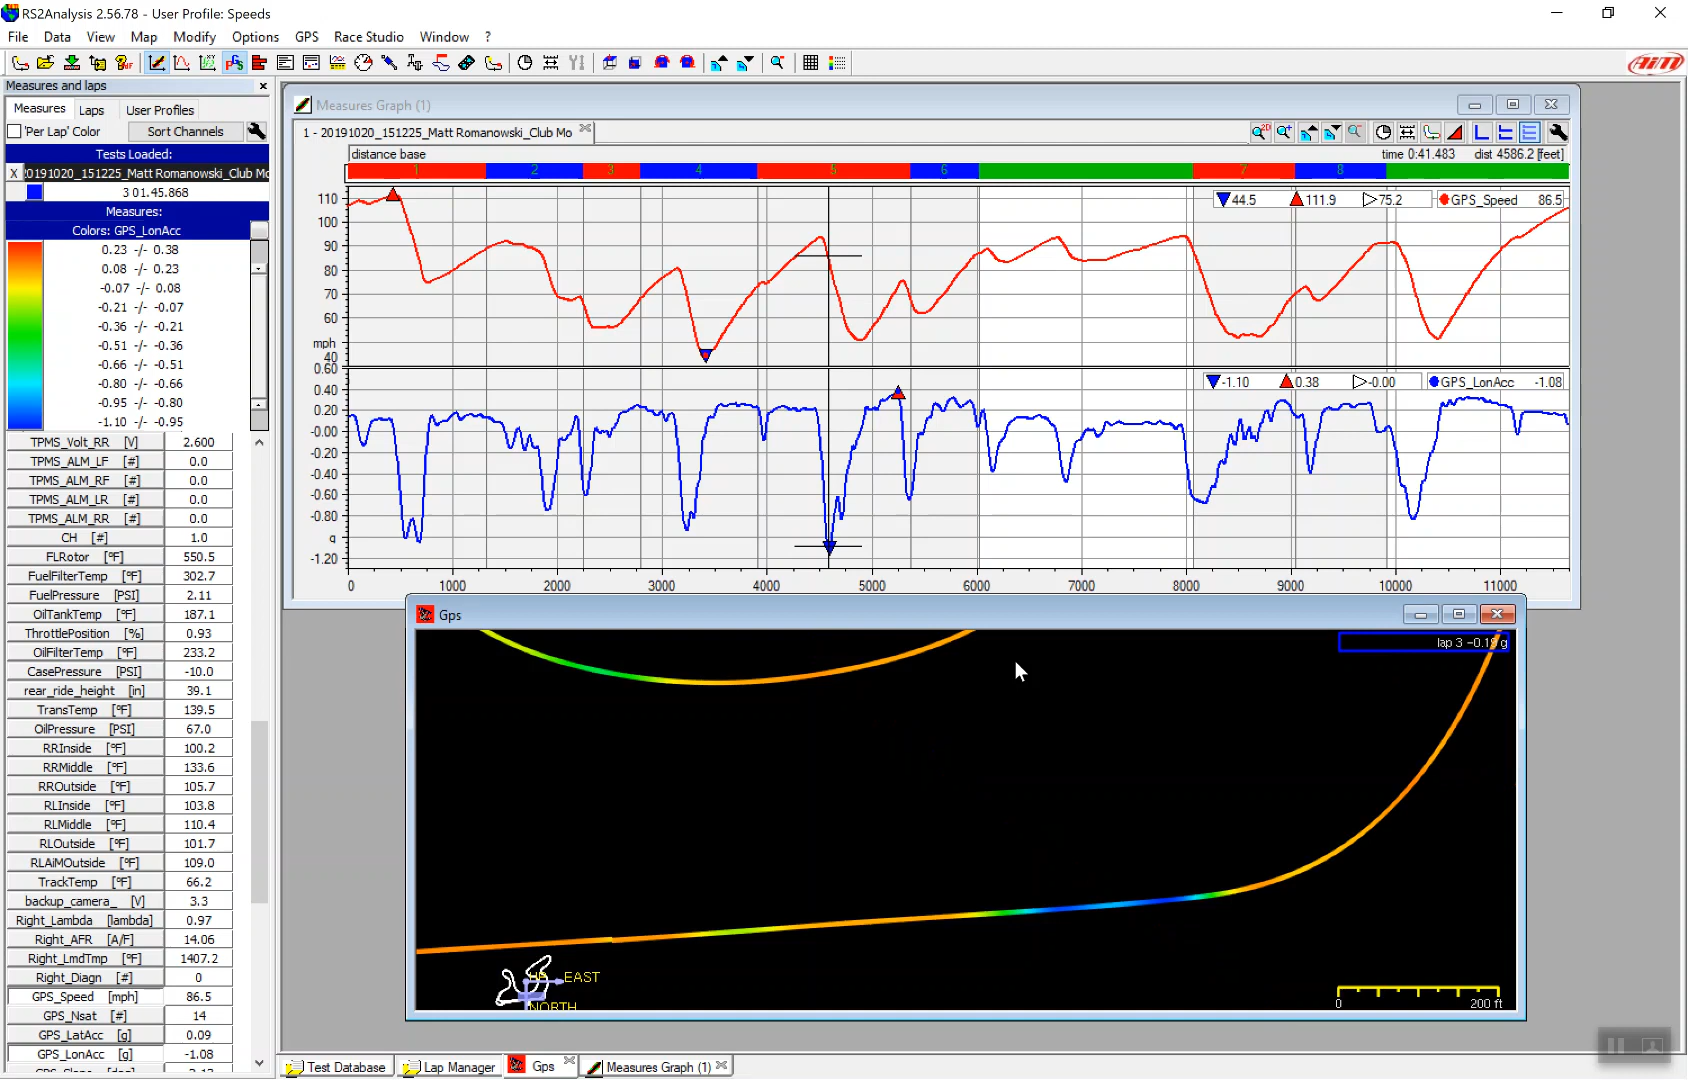 RS2Analysis 2.56.78 - User Profile: Speeds
File Data View Map Modify Options GPS Race Studio Window ?
AiM
Measures and laps
Measures Laps User Profiles
'Per Lap' Color Sort Channels
Tests Loaded:
X 20191020_151225_Matt Romanowski_Club Mo
3 01.45.868
Measures:
Colors: GPS_LonAcc
0.23 -/- 0.38
0.08 -/- 0.23
-0.07 -/- 0.08
-0.21 -/- -0.07
-0.36 -/- -0.21
-0.51 -/- -0.36
-0.66 -/- -0.51
-0.80 -/- -0.66
-0.95 -/- -0.80
-1.10 -/- -0.95
TPMS_Volt_RR [V] 2.600
TPMS_ALM_LF [#] 0.0
TPMS_ALM_RF [#] 0.0
TPMS_ALM_LR [#] 0.0
TPMS_ALM_RR [#] 0.0
CH [#] 1.0
FLRotor [°F] 550.5
FuelFilterTemp [°F] 302.7
FuelPressure [PSI] 2.11
OilTankTemp [°F] 187.1
ThrottlePosition [%] 0.93
OilFilterTemp [°F] 233.2
CasePressure [PSI] -10.0
rear_ride_height [in] 39.1
TransTemp [°F] 139.5
OilPressure [PSI] 67.0
RRInside [°F] 100.2
RRMiddle [°F] 133.6
RROutside [°F] 105.7
RLInside [°F] 103.8
RLMiddle [°F] 110.4
RLOutside [°F] 101.7
RLAiMOutside [°F] 109.0
TrackTemp [°F] 66.2
backup_camera_ [V] 3.3
Right_Lambda [lambda] 0.97
Right_AFR [A/F] 14.06
Right_LmdTmp [°F] 1407.2
Right_Diagn [#] 0
GPS_Speed [mph] 86.5
GPS_Nsat [#] 14
GPS_LatAcc [g] 0.09
GPS_LonAcc [g] -1.08
Measures Graph (1)
1 - 20191020_151225_Matt Romanowski_Club Mo
distance base time 0:41.483 dist 4586.2 [feet]
1 2 3 4 5 6 7 8
44.5 111.9 75.2 GPS_Speed 86.5
110
100
90
80
70
60
mph
40
-1.10 0.38 -0.00 GPS_LonAcc -1.08
0.60
0.40
0.20
-0.00
-0.20
-0.40
-0.60
-0.80
g
-1.20
0 1000 2000 3000 4000 5000 6000 7000 8000 9000 10000 11000
Gps
lap 3 -0.19 g
UP EAST
NORTH
0 200 ft
Test Database Lap Manager Gps Measures Graph (1)